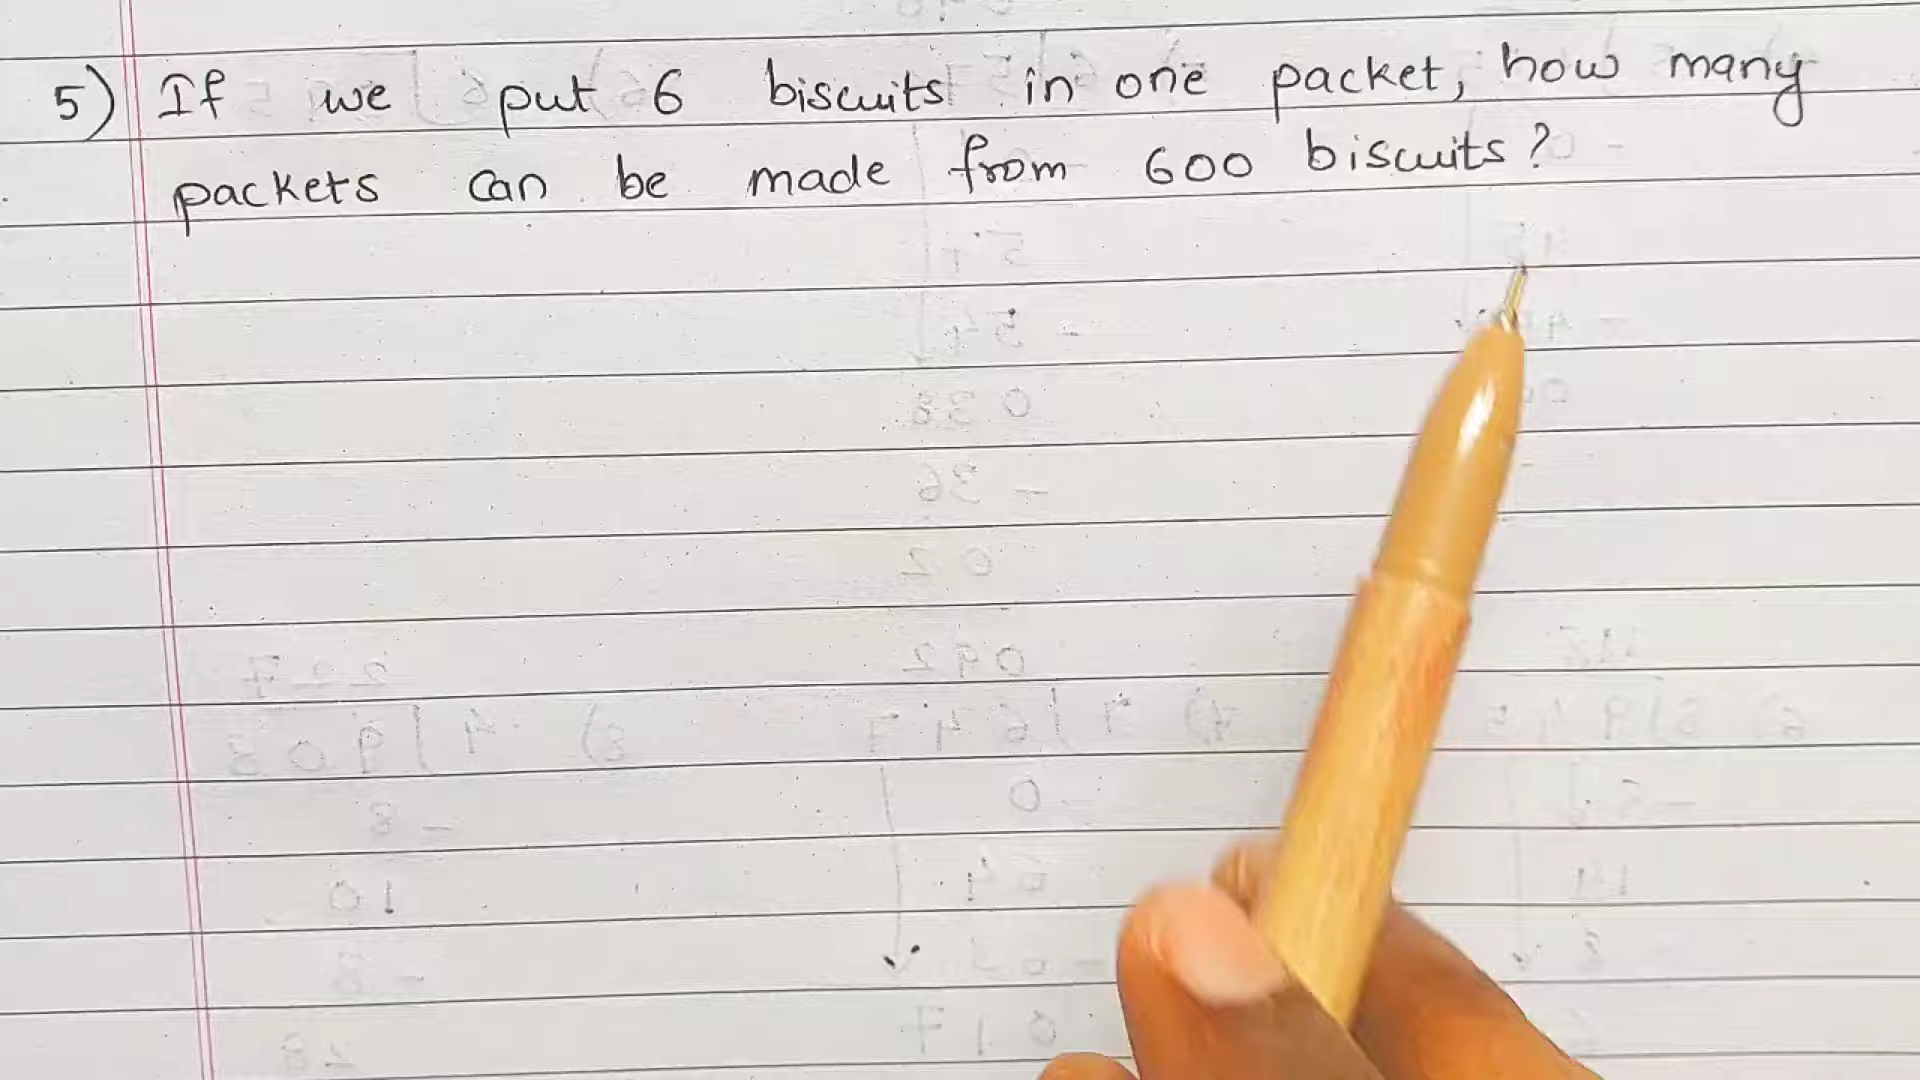 5) If we put 6 biscuits in one packet, how many
packets can be made from 600 biscuits?